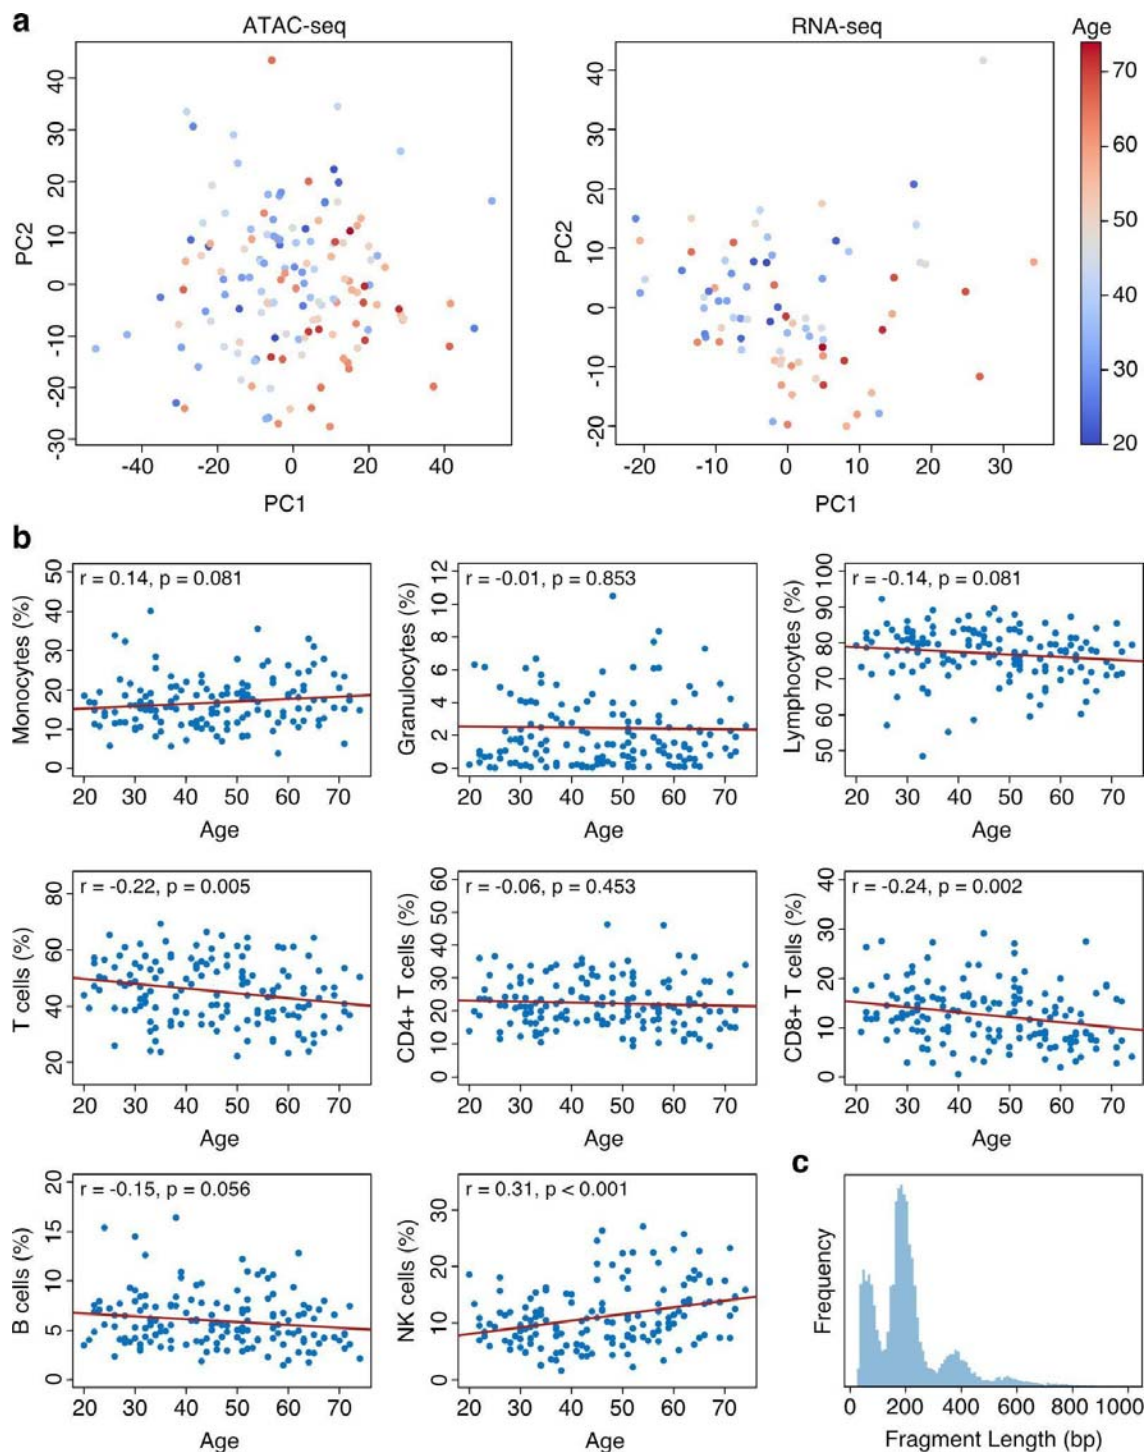 a
ATAC-seq
RNA-seq
Age
PC2
40
30
20
10
0
-10
-20
-30
-40
-20
0
20
40
PC1
PC2
40
30
20
10
0
-10
-20
-20
-10
0
10
20
30
PC1
70
60
50
40
30
20
b
r = 0.14, p = 0.081
Monocytes (%)
50
40
30
20
10
0
20 30 40 50 60 70
Age
r = -0.01, p = 0.853
Granulocytes (%)
12
10
8
6
4
2
0
20 30 40 50 60 70
Age
r = -0.14, p = 0.081
Lymphocytes (%)
100
90
80
70
60
50
20 30 40 50 60 70
Age
r = -0.22, p = 0.005
T cells (%)
80
60
40
20
20 30 40 50 60 70
Age
r = -0.06, p = 0.453
CD4+ T cells (%)
60
50
40
30
20
10
0
20 30 40 50 60 70
Age
r = -0.24, p = 0.002
CD8+ T cells (%)
40
30
20
10
0
20 30 40 50 60 70
Age
r = -0.15, p = 0.056
B cells (%)
20
15
10
5
0
20 30 40 50 60 70
Age
r = 0.31, p < 0.001
NK cells (%)
30
20
10
0
20 30 40 50 60 70
Age
c
Frequency
0 200 400 600 800 1000
Fragment Length (bp)